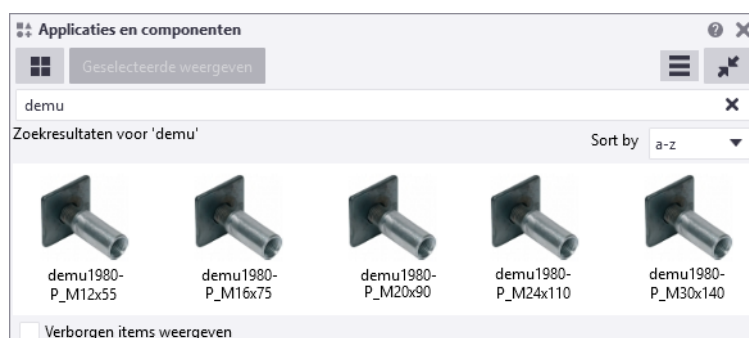 Applicaties en componenten
Geselecteerde weergeven
demu
Zoekresultaten voor 'demu'
Sort by a-z
demu1980-P_M12x55
demu1980-P_M16x75
demu1980-P_M20x90
demu1980-P_M24x110
demu1980-P_M30x140
Verborgen items weergeven